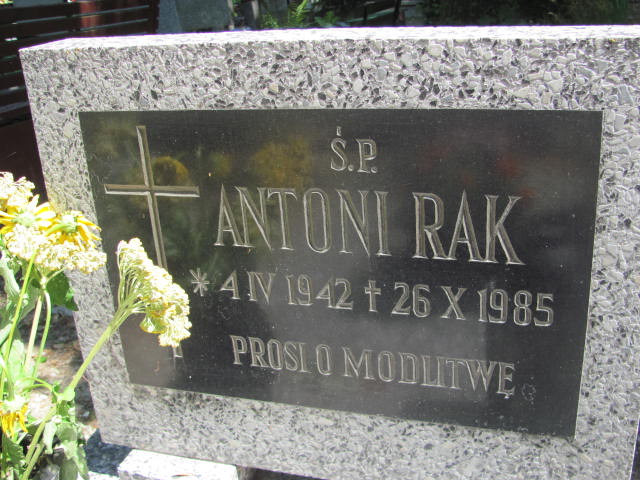 Ś.P.
ANTONI RAK
* 4 IV 1942 † 26 X 1985
PROSI O MODLITWĘ